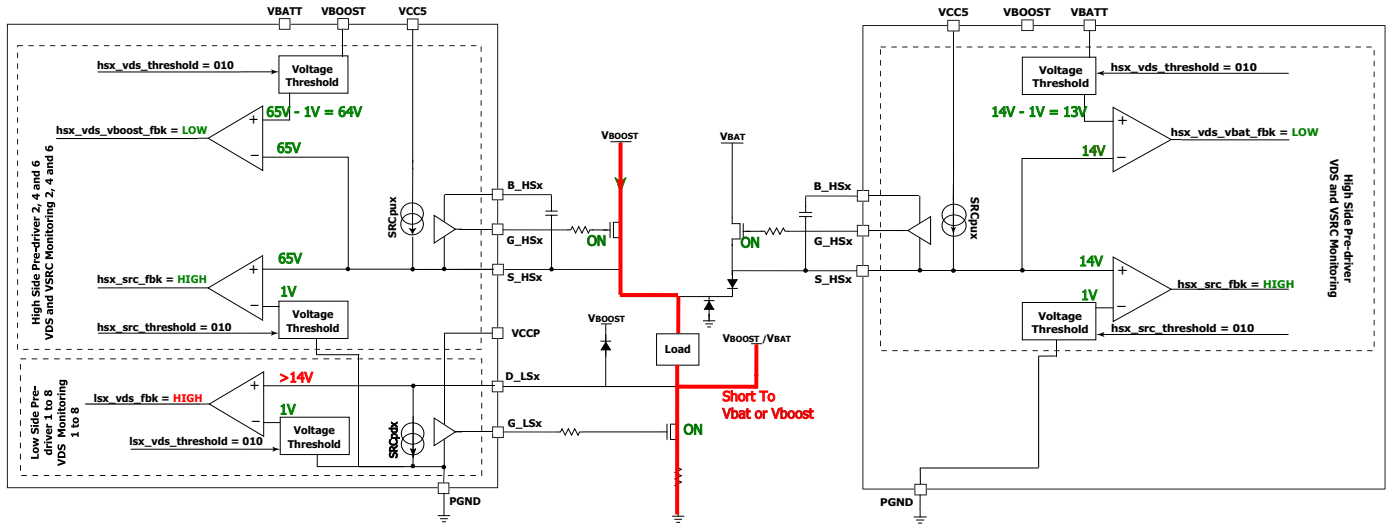 VBATT
VBOOST
VCC5
hsx_vds_threshold = 010
Voltage
Threshold
65V - 1V = 64V
+
hsx_vds_vboost_fbk = LOW
65V
−
High Side Pre-driver 2, 4 and 6
VDS and VSRC Monitoring 2, 4 and 6
SRCpux
65V
+
hsx_src_fbk = HIGH
1V
−
Voltage
Threshold
hsx_src_threshold = 010
Low Side Pre-
driver 1 to 8
VDS Monitoring
1 to 8
>14V
+
lsx_vds_fbk = HIGH
1V
−
Voltage
Threshold
lsx_vds_threshold =010
SRCpdx
B_HSx
G_HSx
S_HSx
VCCP
D_LSx
G_LSx
PGND
VBOOST
ON
VBAT
ON
VBOOST
Load
VBOOST/VBAT
Short To
Vbat or Vboost
ON
VCC5
VBOOST
VBATT
Voltage
Threshold
hsx_vds_threshold = 010
14V - 1V = 13V
+
hsx_vds_vbat_fbk = LOW
14V
−
B_HSx
G_HSx
S_HSx
SRCpux
High Side Pre-driver
VDS and VSRC Monitoring
14V
+
hsx_src_fbk = HIGH
1V
−
Voltage
Threshold
hsx_src_threshold = 010
PGND